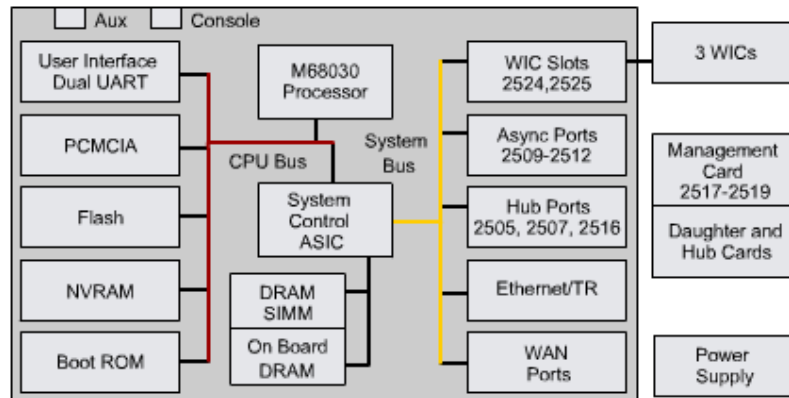 Aux
Console
User Interface
Dual UART
PCMCIA
Flash
NVRAM
Boot ROM
M68030
Processor
CPU Bus
System
Control
ASIC
DRAM
SIMM
On Board
DRAM
System
Bus
WIC Slots
2524,2525
Async Ports
2509-2512
Hub Ports
2505, 2507, 2516
Ethernet/TR
WAN
Ports
3 WICs
Management
Card
2517-2519
Daughter and
Hub Cards
Power
Supply